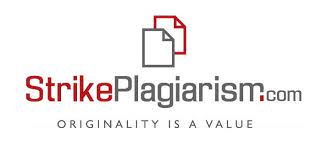 StrikePlagiarism.com
ORIGINALITY IS A VALUE